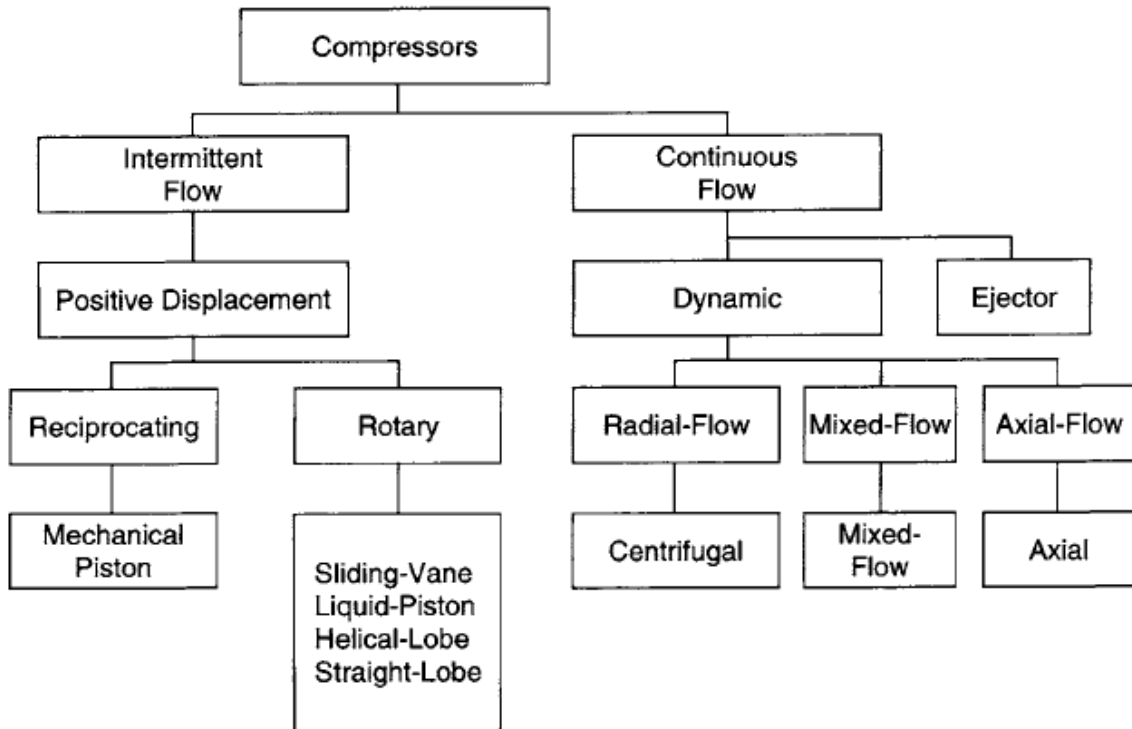 Compressors
Intermittent
Flow
Continuous
Flow
Positive Displacement
Dynamic
Ejector
Reciprocating
Rotary
Radial-Flow
Mixed-Flow
Axial-Flow
Mechanical
Piston
Sliding-Vane
Liquid-Piston
Helical-Lobe
Straight-Lobe
Centrifugal
Mixed-
Flow
Axial